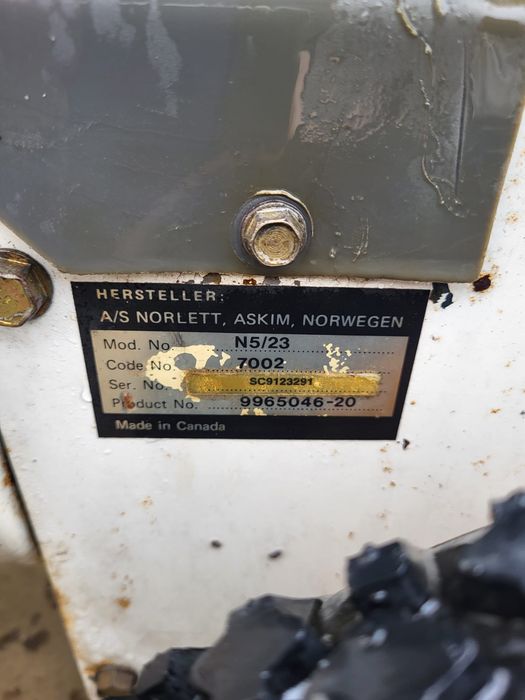 HERSTELLER:
A/S NORLETT, ASKIM, NORWEGEN
Mod. No. N5/23
Code No. 7002
Ser. No. SC9123291
Product No. 9965046-20
Made in Canada